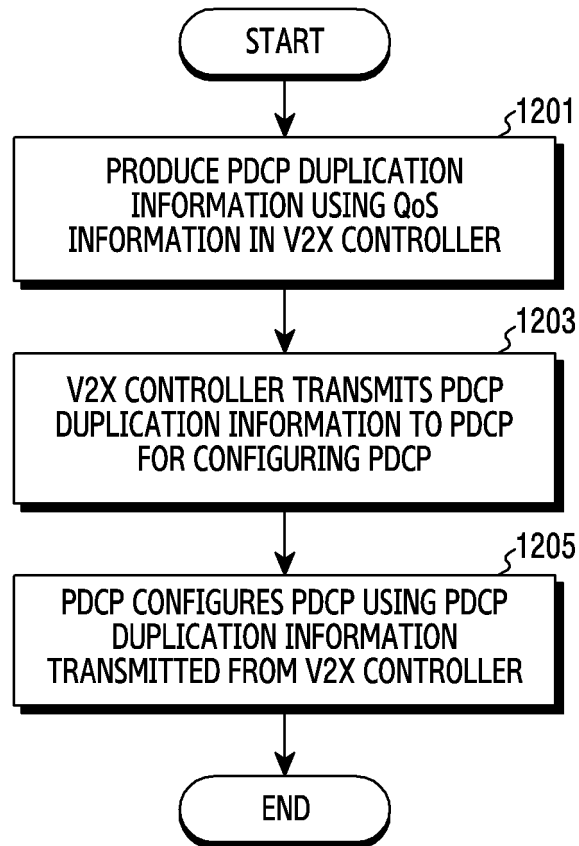 START
1201
PRODUCE PDCP DUPLICATION
INFORMATION USING QoS
INFORMATION IN V2X CONTROLLER
1203
V2X CONTROLLER TRANSMITS PDCP
DUPLICATION INFORMATION TO PDCP
FOR CONFIGURING PDCP
1205
PDCP CONFIGURES PDCP USING PDCP
DUPLICATION INFORMATION
TRANSMITTED FROM V2X CONTROLLER
END